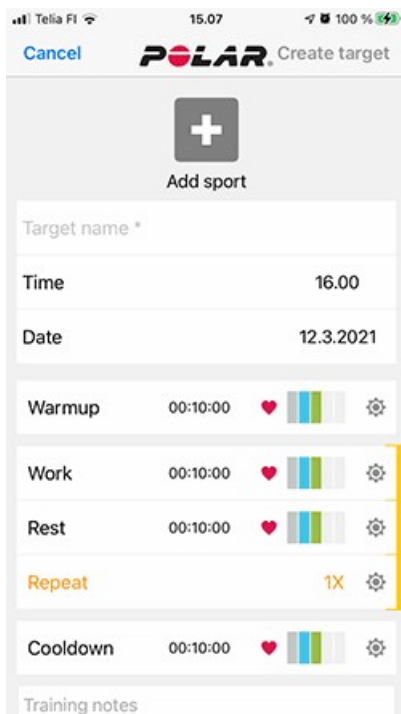 Telia FI 15.07 100 %
Cancel POLAR. Create target
Add sport
Target name *
Time 16.00
Date 12.3.2021
Warmup 00:10:00
Work 00:10:00
Rest 00:10:00
Repeat 1X
Cooldown 00:10:00
Training notes